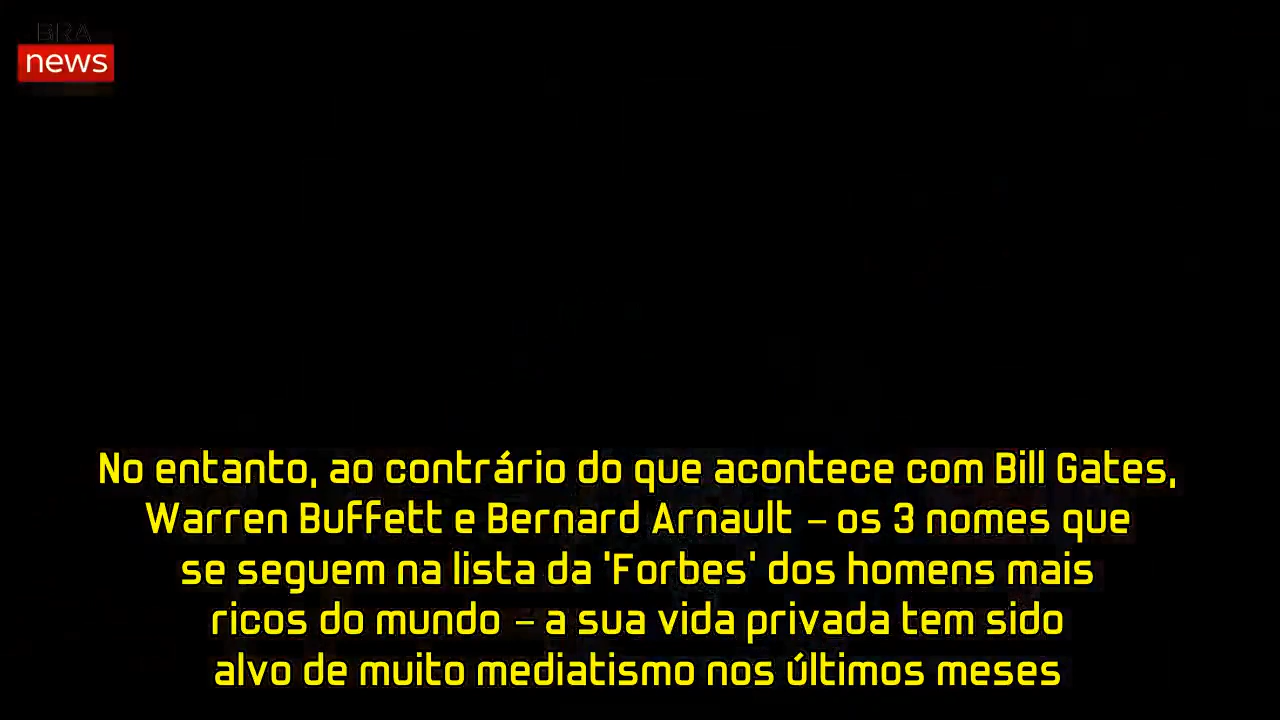 BRA
news
No entanto, ao contrário do que acontece com Bill Gates,
Warren Buffett e Bernard Arnault – os 3 nomes que
se seguem na lista da 'Forbes' dos homens mais
ricos do mundo – a sua vida privada tem sido
alvo de muito mediatismo nos últimos meses